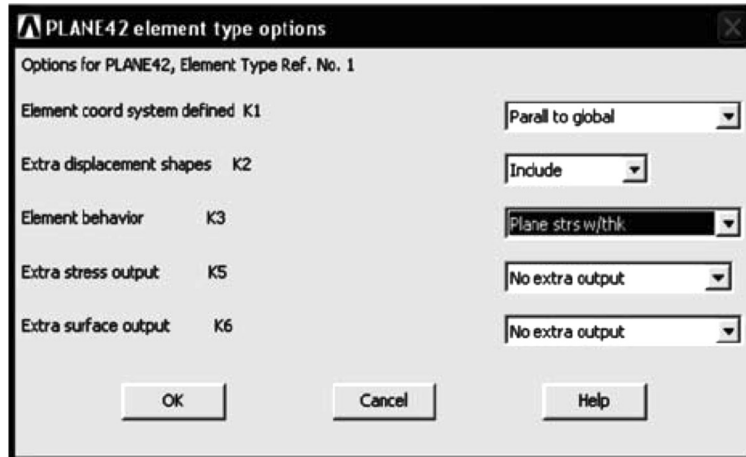 PLANE42 element type options
Options for PLANE42, Element Type Ref. No. 1
Element coord system defined K1 Parall to global
Extra displacement shapes K2 Include
Element behavior K3 Plane strs w/thk
Extra stress output K5 No extra output
Extra surface output K6 No extra output
OK Cancel Help